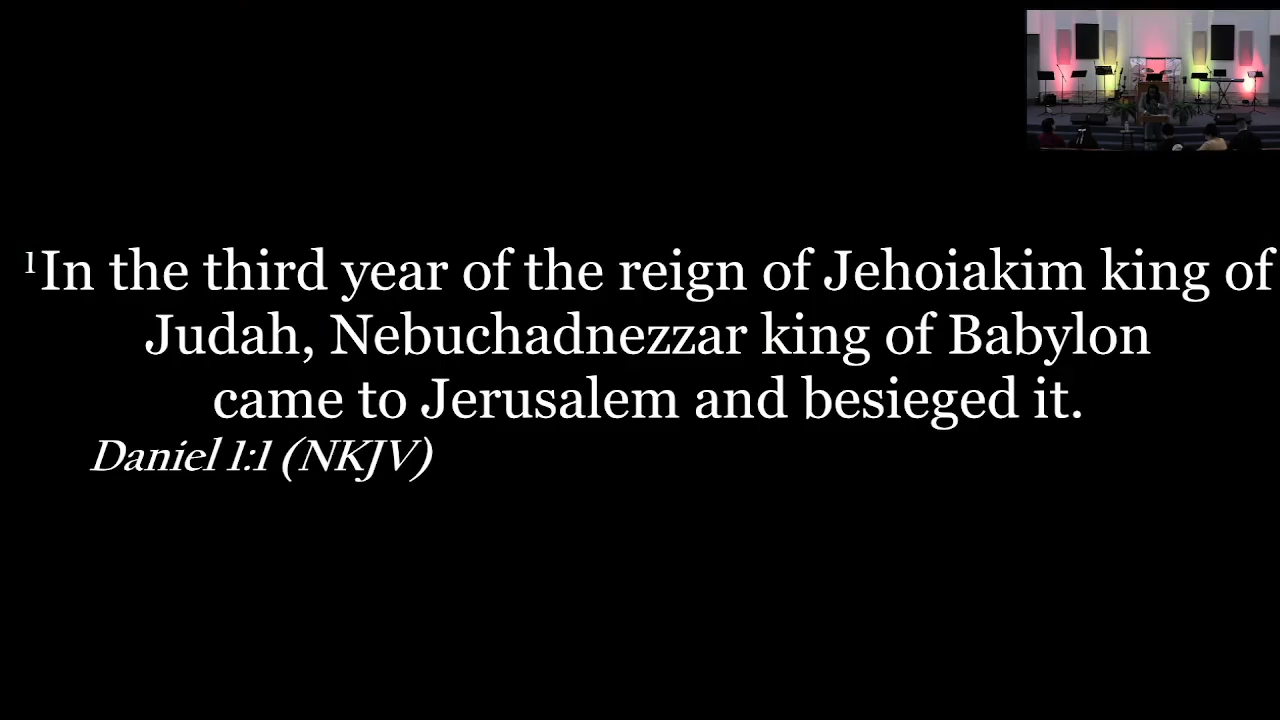 ¹In the third year of the reign of Jehoiakim king of
Judah, Nebuchadnezzar king of Babylon
came to Jerusalem and besieged it.
Daniel 1:1 (NKJV)